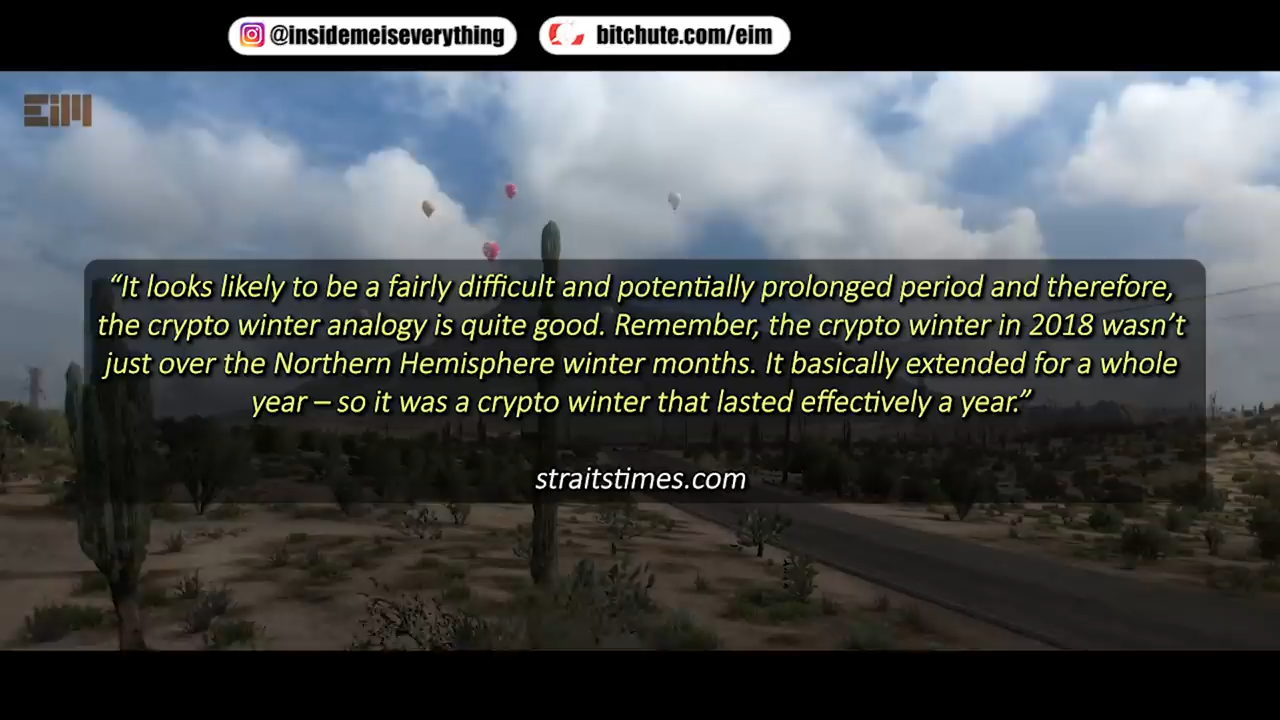 @insidemeiseverything
bitchute.com/eim
EiM
“It looks likely to be a fairly difficult and potentially prolonged period and therefore,
the crypto winter analogy is quite good. Remember, the crypto winter in 2018 wasn’t
just over the Northern Hemisphere winter months. It basically extended for a whole
year – so it was a crypto winter that lasted effectively a year.”
straitstimes.com